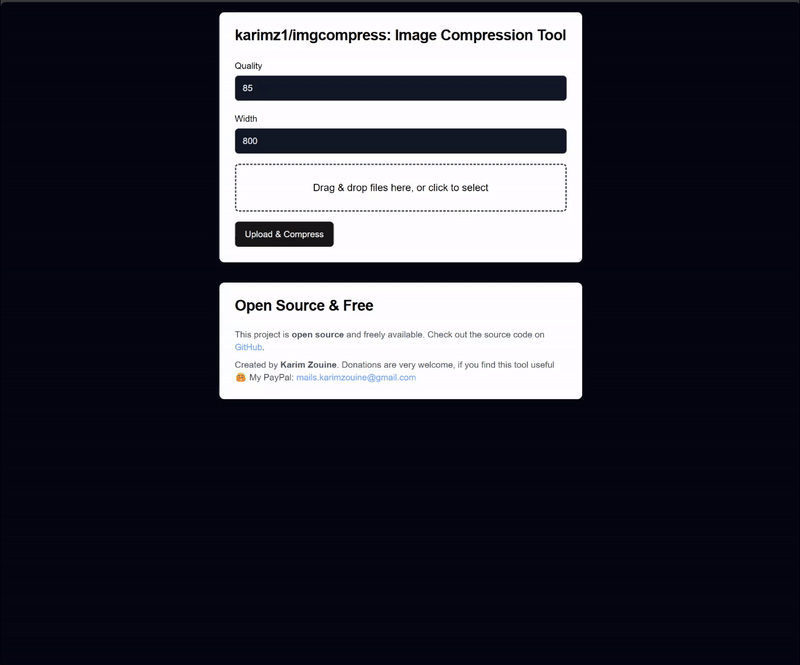 karimz1/imgcompress: Image Compression Tool
Quality
85
Width
800
Drag & drop files here, or click to select
Upload & Compress
Open Source & Free
This project is open source and freely available. Check out the source code on
GitHub.
Created by Karim Zouine. Donations are very welcome, if you find this tool useful
🤗 My PayPal: mails.karimzouine@gmail.com